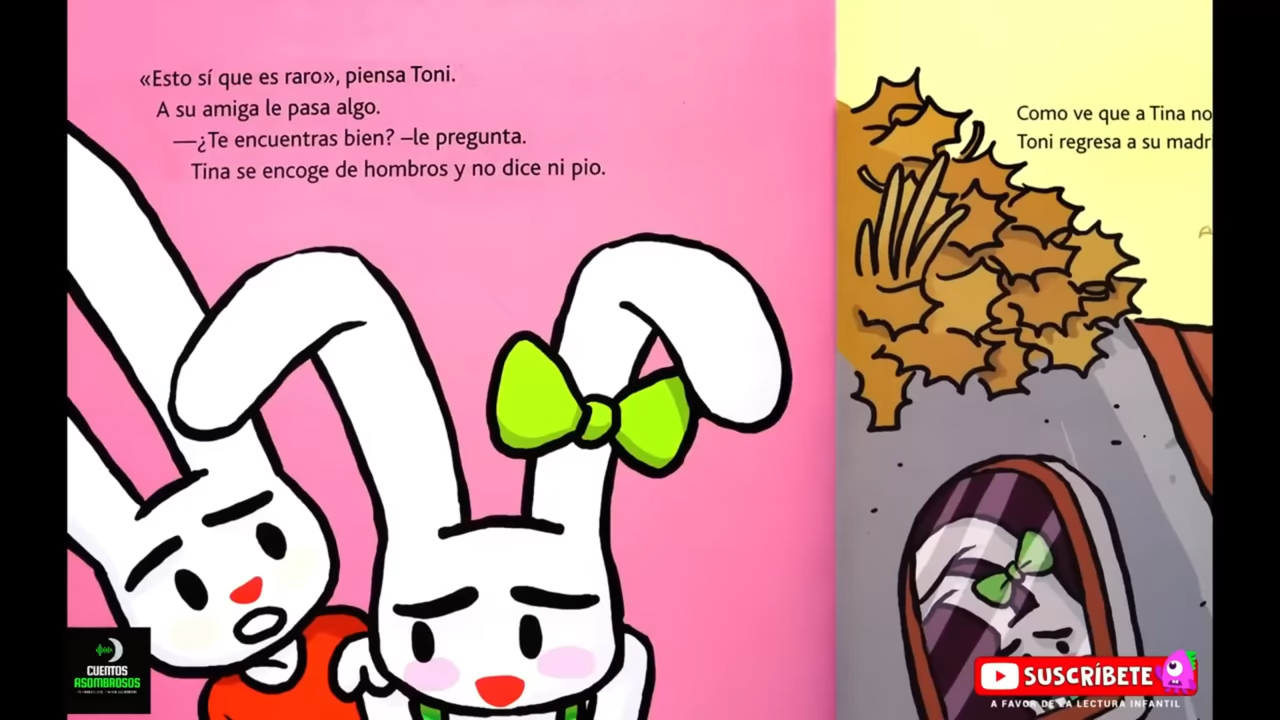 «Esto sí que es raro», piensa Toni.
A su amiga le pasa algo.
—¿Te encuentras bien? –le pregunta.
Tina se encoge de hombros y no dice ni pio.
Como ve que a Tina no
Toni regresa a su madr
CUENTOS
ASOMBROSOS
SUSCRÍBETE
A FAVOR DE LA LECTURA INFANTIL